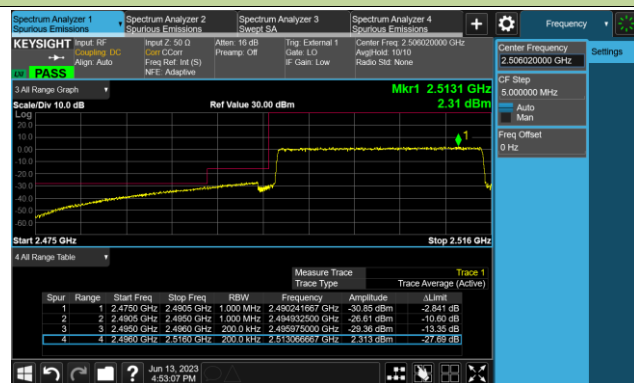 Spectrum Analyzer 1
Spurious Emissions
Spectrum Analyzer 2
Spurious Emissions
Spectrum Analyzer 3
Swept SA
Spectrum Analyzer 4
Spurious Emissions
Frequency
KEYSIGHT
Input: RF
Coupling: DC
Align: Auto
Input Z: 50 Ω
Corr CCorr
Freq Ref: Int (S)
NFE: Adaptive
Atten: 16 dB
Preamp: Off
Trig: External 1
Gate: LO
IF Gain: Low
Center Freq: 2.506020000 GHz
Avg|Hold: 10/10
Radio Std: None
PASS
Center Frequency
2.506020000 GHz
Settings
CF Step
5.000000 MHz
Auto
Man
Freq Offset
0 Hz
3 All Range Graph
Scale/Div 10.0 dB
Ref Value 30.00 dBm
Mkr1 2.5131 GHz
2.31 dBm
Log
20.0
10.0
0.00
-10.0
-20.0
-30.0
-40.0
-50.0
-60.0
1
Start 2.475 GHz
Stop 2.516 GHz
4 All Range Table
Measure Trace Trace 1
Trace Type Trace Average (Active)
Spur Range Start Freq Stop Freq RBW Frequency Amplitude ΔLimit
1 1 2.4750 GHz 2.4905 GHz 1.000 MHz 2.490241667 GHz -30.85 dBm -2.841 dB
2 2 2.4905 GHz 2.4950 GHz 1.000 MHz 2.494932500 GHz -26.61 dBm -10.60 dB
3 3 2.4950 GHz 2.4960 GHz 200.0 kHz 2.495975000 GHz -29.36 dBm -13.35 dB
4 4 2.4960 GHz 2.5160 GHz 200.0 kHz 2.513066667 GHz 2.313 dBm -27.69 dB
?
Jun 13, 2023
4:53:07 PM